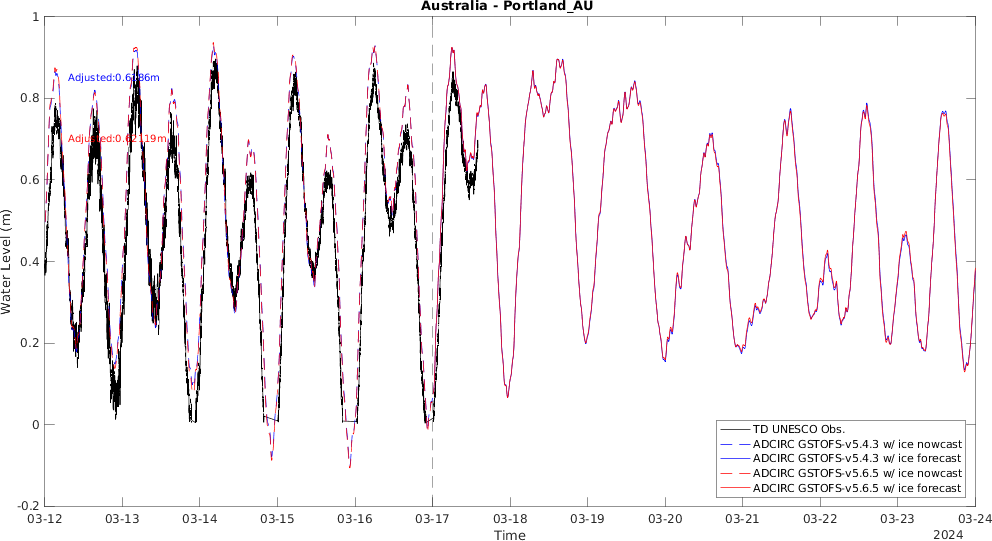 Australia - Portland_AU
1
0.8
0.6
0.4
0.2
0
-0.2
Water Level (m)
Adjusted:0.62119m
TD UNESCO Obs.
ADCIRC GSTOFS-v5.4.3 w/ ice nowcast
ADCIRC GSTOFS-v5.4.3 w/ ice forecast
ADCIRC GSTOFS-v5.6.5 w/ ice nowcast
ADCIRC GSTOFS-v5.6.5 w/ ice forecast
03-12 03-13 03-14 03-15 03-16 03-17 03-18 03-19 03-20 03-21 03-22 03-23 03-24
Time
2024